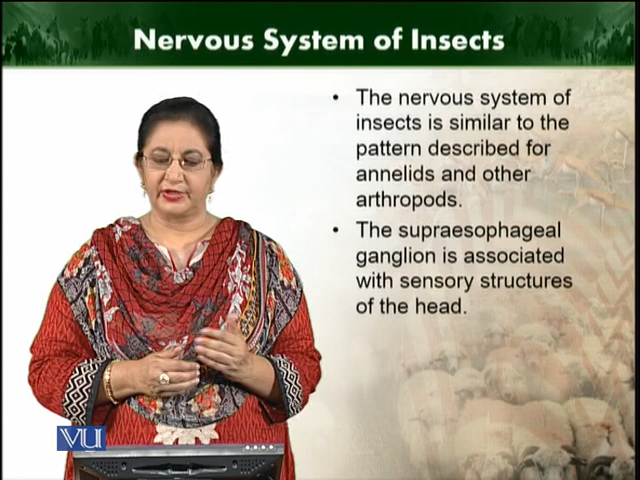 Nervous System of Insects
• The nervous system of
insects is similar to the
pattern described for
annelids and other
arthropods.
• The supraesophageal
ganglion is associated
with sensory structures
of the head.
VU